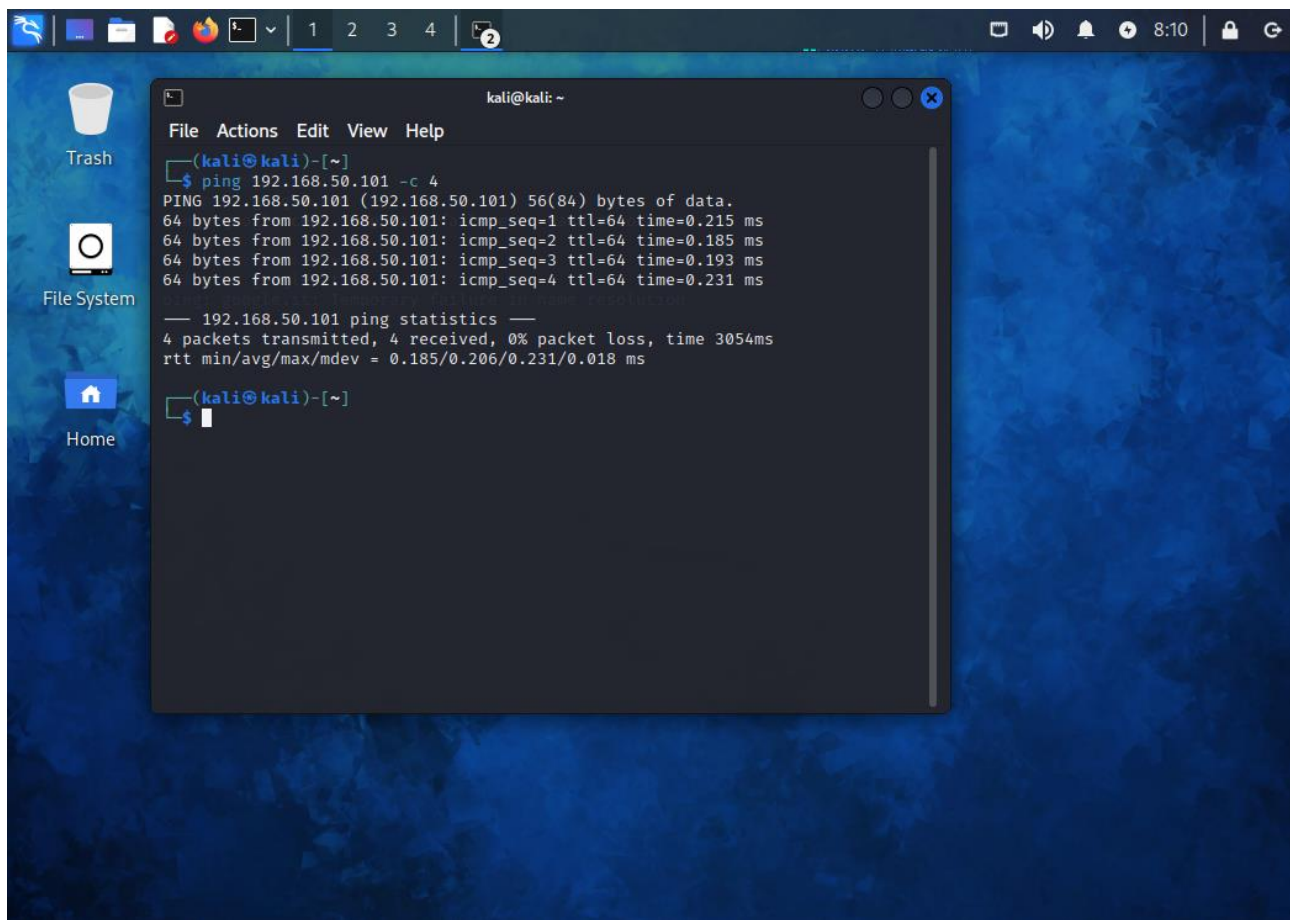 1 2 3 4 2 8:10
Trash
File System
Home
kali@kali: ~
File Actions Edit View Help
┌──(kali㉿kali)-[~]
└─$ ping 192.168.50.101 -c 4
PING 192.168.50.101 (192.168.50.101) 56(84) bytes of data.
64 bytes from 192.168.50.101: icmp_seq=1 ttl=64 time=0.215 ms
64 bytes from 192.168.50.101: icmp_seq=2 ttl=64 time=0.185 ms
64 bytes from 192.168.50.101: icmp_seq=3 ttl=64 time=0.193 ms
64 bytes from 192.168.50.101: icmp_seq=4 ttl=64 time=0.231 ms
─── 192.168.50.101 ping statistics ───
4 packets transmitted, 4 received, 0% packet loss, time 3054ms
rtt min/avg/max/mdev = 0.185/0.206/0.231/0.018 ms
┌──(kali㉿kali)-[~]
└─$